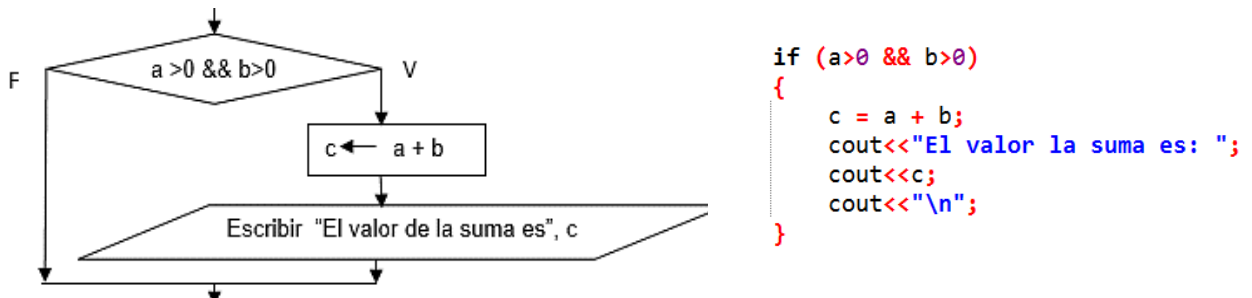 a >0 && b>0
F
V
c← a + b
Escribir “El valor de la suma es”, c
if (a>0 && b>0)
{
c = a + b;
cout<<"El valor la suma es: ";
cout<<c;
cout<<"\n";
}